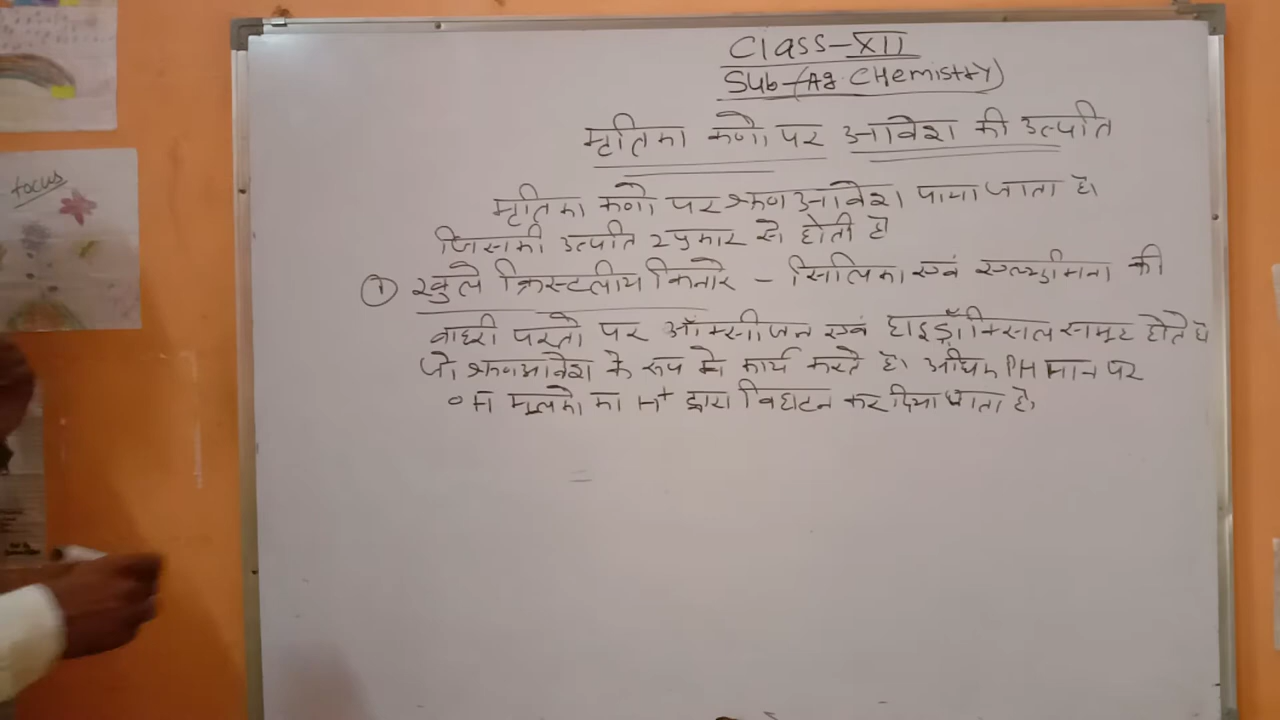 focus
Class-XII
Sub-(Ag. CHemistry)
मृतिका कणो पर आवेश की उत्पति
मृतिका कणो पर ऋण आवेश पाया जाता है।
जिसकी उत्पति 2 प्रकार से होती है
① खुले क्रिस्टलीय किनारे - सिलिका एवं एल्युमिना की
बाहरी परतो पर ऑक्सीजन एवं हाइड्रॉक्सिल समूह होते है
जो ऋण आवेश के रूप मे कार्य करते है। अधिक PH मान पर
OH मूलको का H+ द्वारा विघटन कर दिया जाता है।